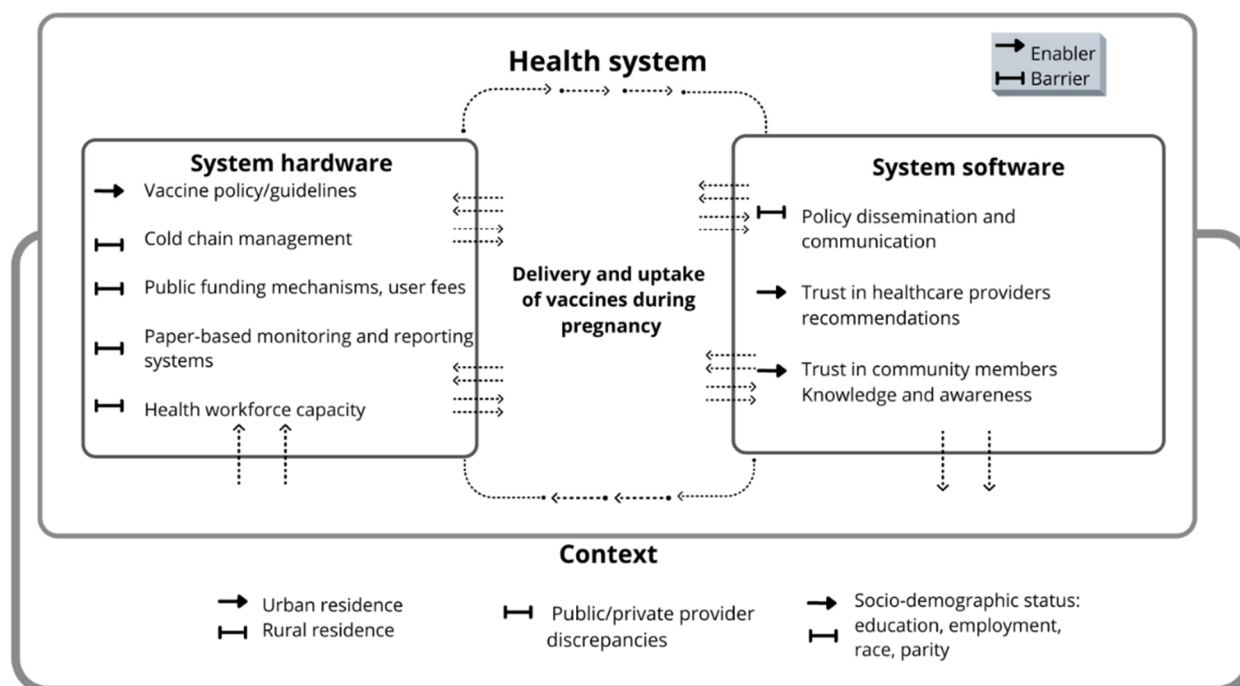 Health system
Enabler
Barrier
System hardware
Vaccine policy/guidelines
Cold chain management
Public funding mechanisms, user fees
Paper-based monitoring and reporting
systems
Health workforce capacity
Delivery and uptake
of vaccines during
pregnancy
System software
Policy dissemination and
communication
Trust in healthcare providers
recommendations
Trust in community members
Knowledge and awareness
Context
Urban residence
Rural residence
Public/private provider
discrepancies
Socio-demographic status:
education, employment,
race, parity